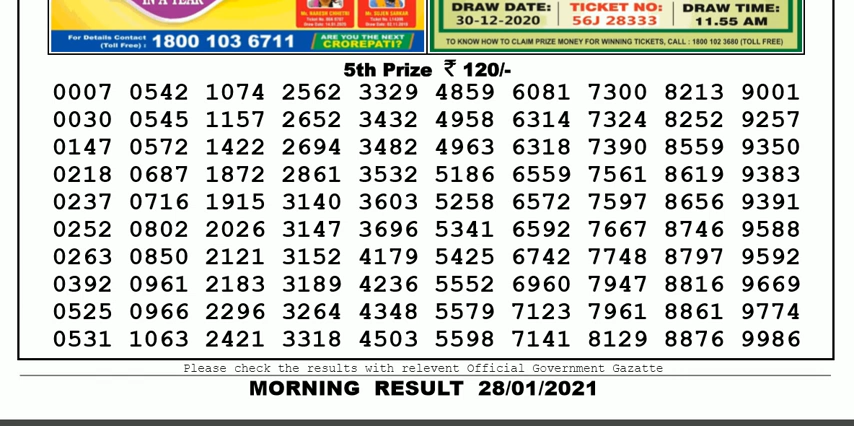 IN A YEAR
For Details Contact (Toll Free) : 1800 103 6711
ARE YOU THE NEXT
CROREPATI?
DRAW DATE:
30-12-2020
TICKET NO:
56J 28333
DRAW TIME:
11.55 AM
TO KNOW HOW TO CLAIM PRIZE MONEY FOR WINNING TICKETS, CALL : 1800 102 3680 (TOLL FREE)
5th Prize ₹ 120/-
0007 0542 1074 2562 3329 4859 6081 7300 8213 9001
0030 0545 1157 2652 3432 4958 6314 7324 8252 9257
0147 0572 1422 2694 3482 4963 6318 7390 8559 9350
0218 0687 1872 2861 3532 5186 6559 7561 8619 9383
0237 0716 1915 3140 3603 5258 6572 7597 8656 9391
0252 0802 2026 3147 3696 5341 6592 7667 8746 9588
0263 0850 2121 3152 4179 5425 6742 7748 8797 9592
0392 0961 2183 3189 4236 5552 6960 7947 8816 9669
0525 0966 2296 3264 4348 5579 7123 7961 8861 9774
0531 1063 2421 3318 4503 5598 7141 8129 8876 9986
Please check the results with relevent Official Government Gazatte
MORNING RESULT 28/01/2021